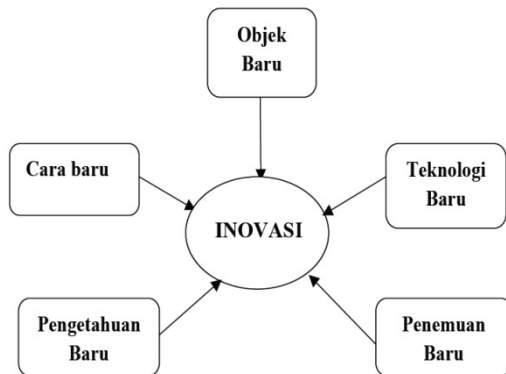 Objek
Baru
Cara baru
Teknologi
Baru
INOVASI
Pengetahuan
Baru
Penemuan
Baru